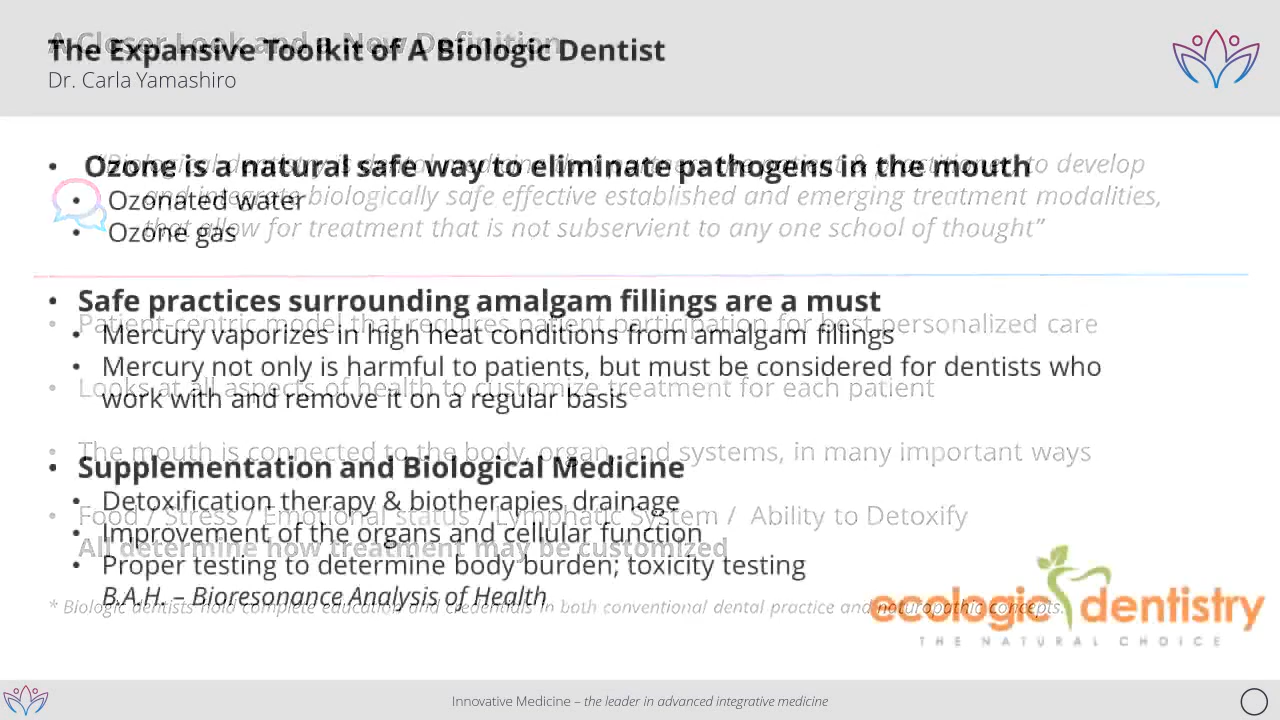 A Closer Look and a New Definition
The Expansive Toolkit of A Biologic Dentist
Dr. Carla Yamashiro
• Ozone is a natural safe way to eliminate pathogens in the mouth
"Biological dentistry is dental medicine that partners the patient & practitioner to develop
and integrate biologically safe effective established and emerging treatment modalities,
that allow for treatment that is not subservient to any one school of thought”
• Ozonated water
• Ozone gas
• Safe practices surrounding amalgam fillings are a must
• Patient-centric model that requires patient participation for best personalized care
• Mercury vaporizes in high heat conditions from amalgam fillings
• Mercury not only is harmful to patients, but must be considered for dentists who
work with and remove it on a regular basis
• Looks at all aspects of health to customize treatment for each patient
• The mouth is connected to the body, organ, and systems, in many important ways
• Supplementation and Biological Medicine
• Detoxification therapy & biotherapies drainage
• Food / Stress / Emotional status / Lymphatic System / Ability to Detoxify
• Improvement of the organs and cellular function
All determine how treatment may be customized
• Proper testing to determine body burden; toxicity testing
B.A.H. – Bioresonance Analysis of Health
* Biologic dentists hold complete education and credentials in both conventional dental practice and naturopathic concepts.
ecologic dentistry
THE NATURAL CHOICE
Innovative Medicine – the leader in advanced integrative medicine